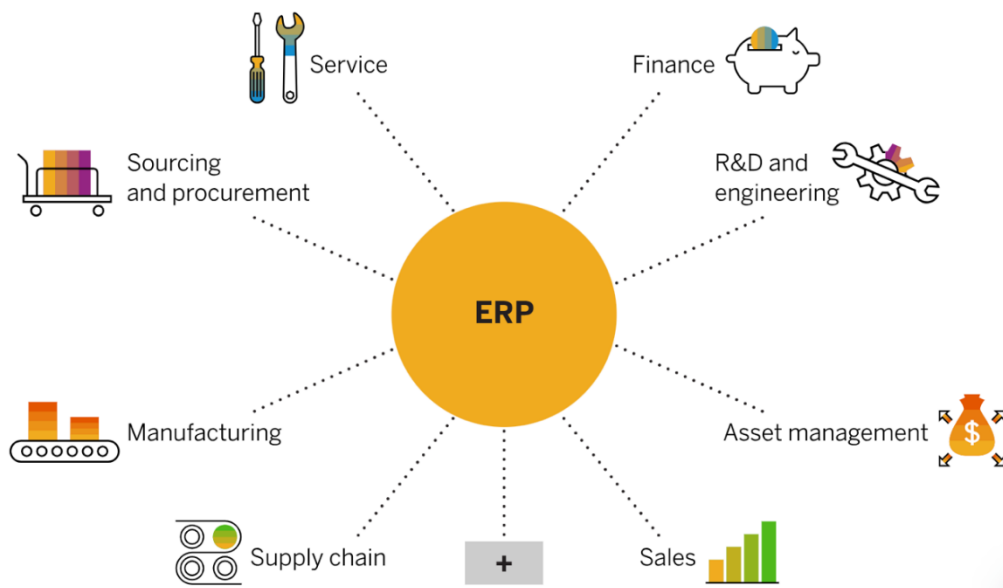 Service
Finance
Sourcing
and procurement
R&D and
engineering
ERP
Manufacturing
Asset management
$
Supply chain
+
Sales